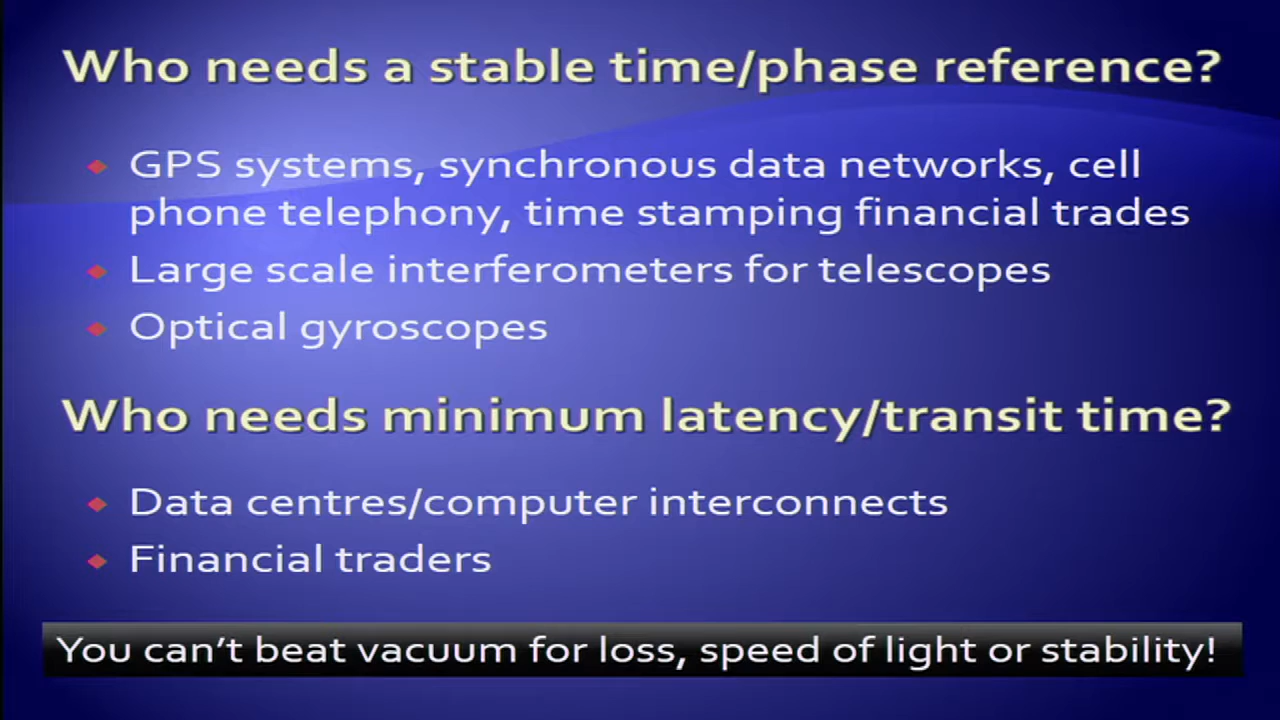 Who needs a stable time/phase reference?
GPS systems, synchronous data networks, cell
phone telephony, time stamping financial trades
Large scale interferometers for telescopes
Optical gyroscopes
Who needs minimum latency/transit time?
Data centres/computer interconnects
Financial traders
You can't beat vacuum for loss, speed of light or stability!